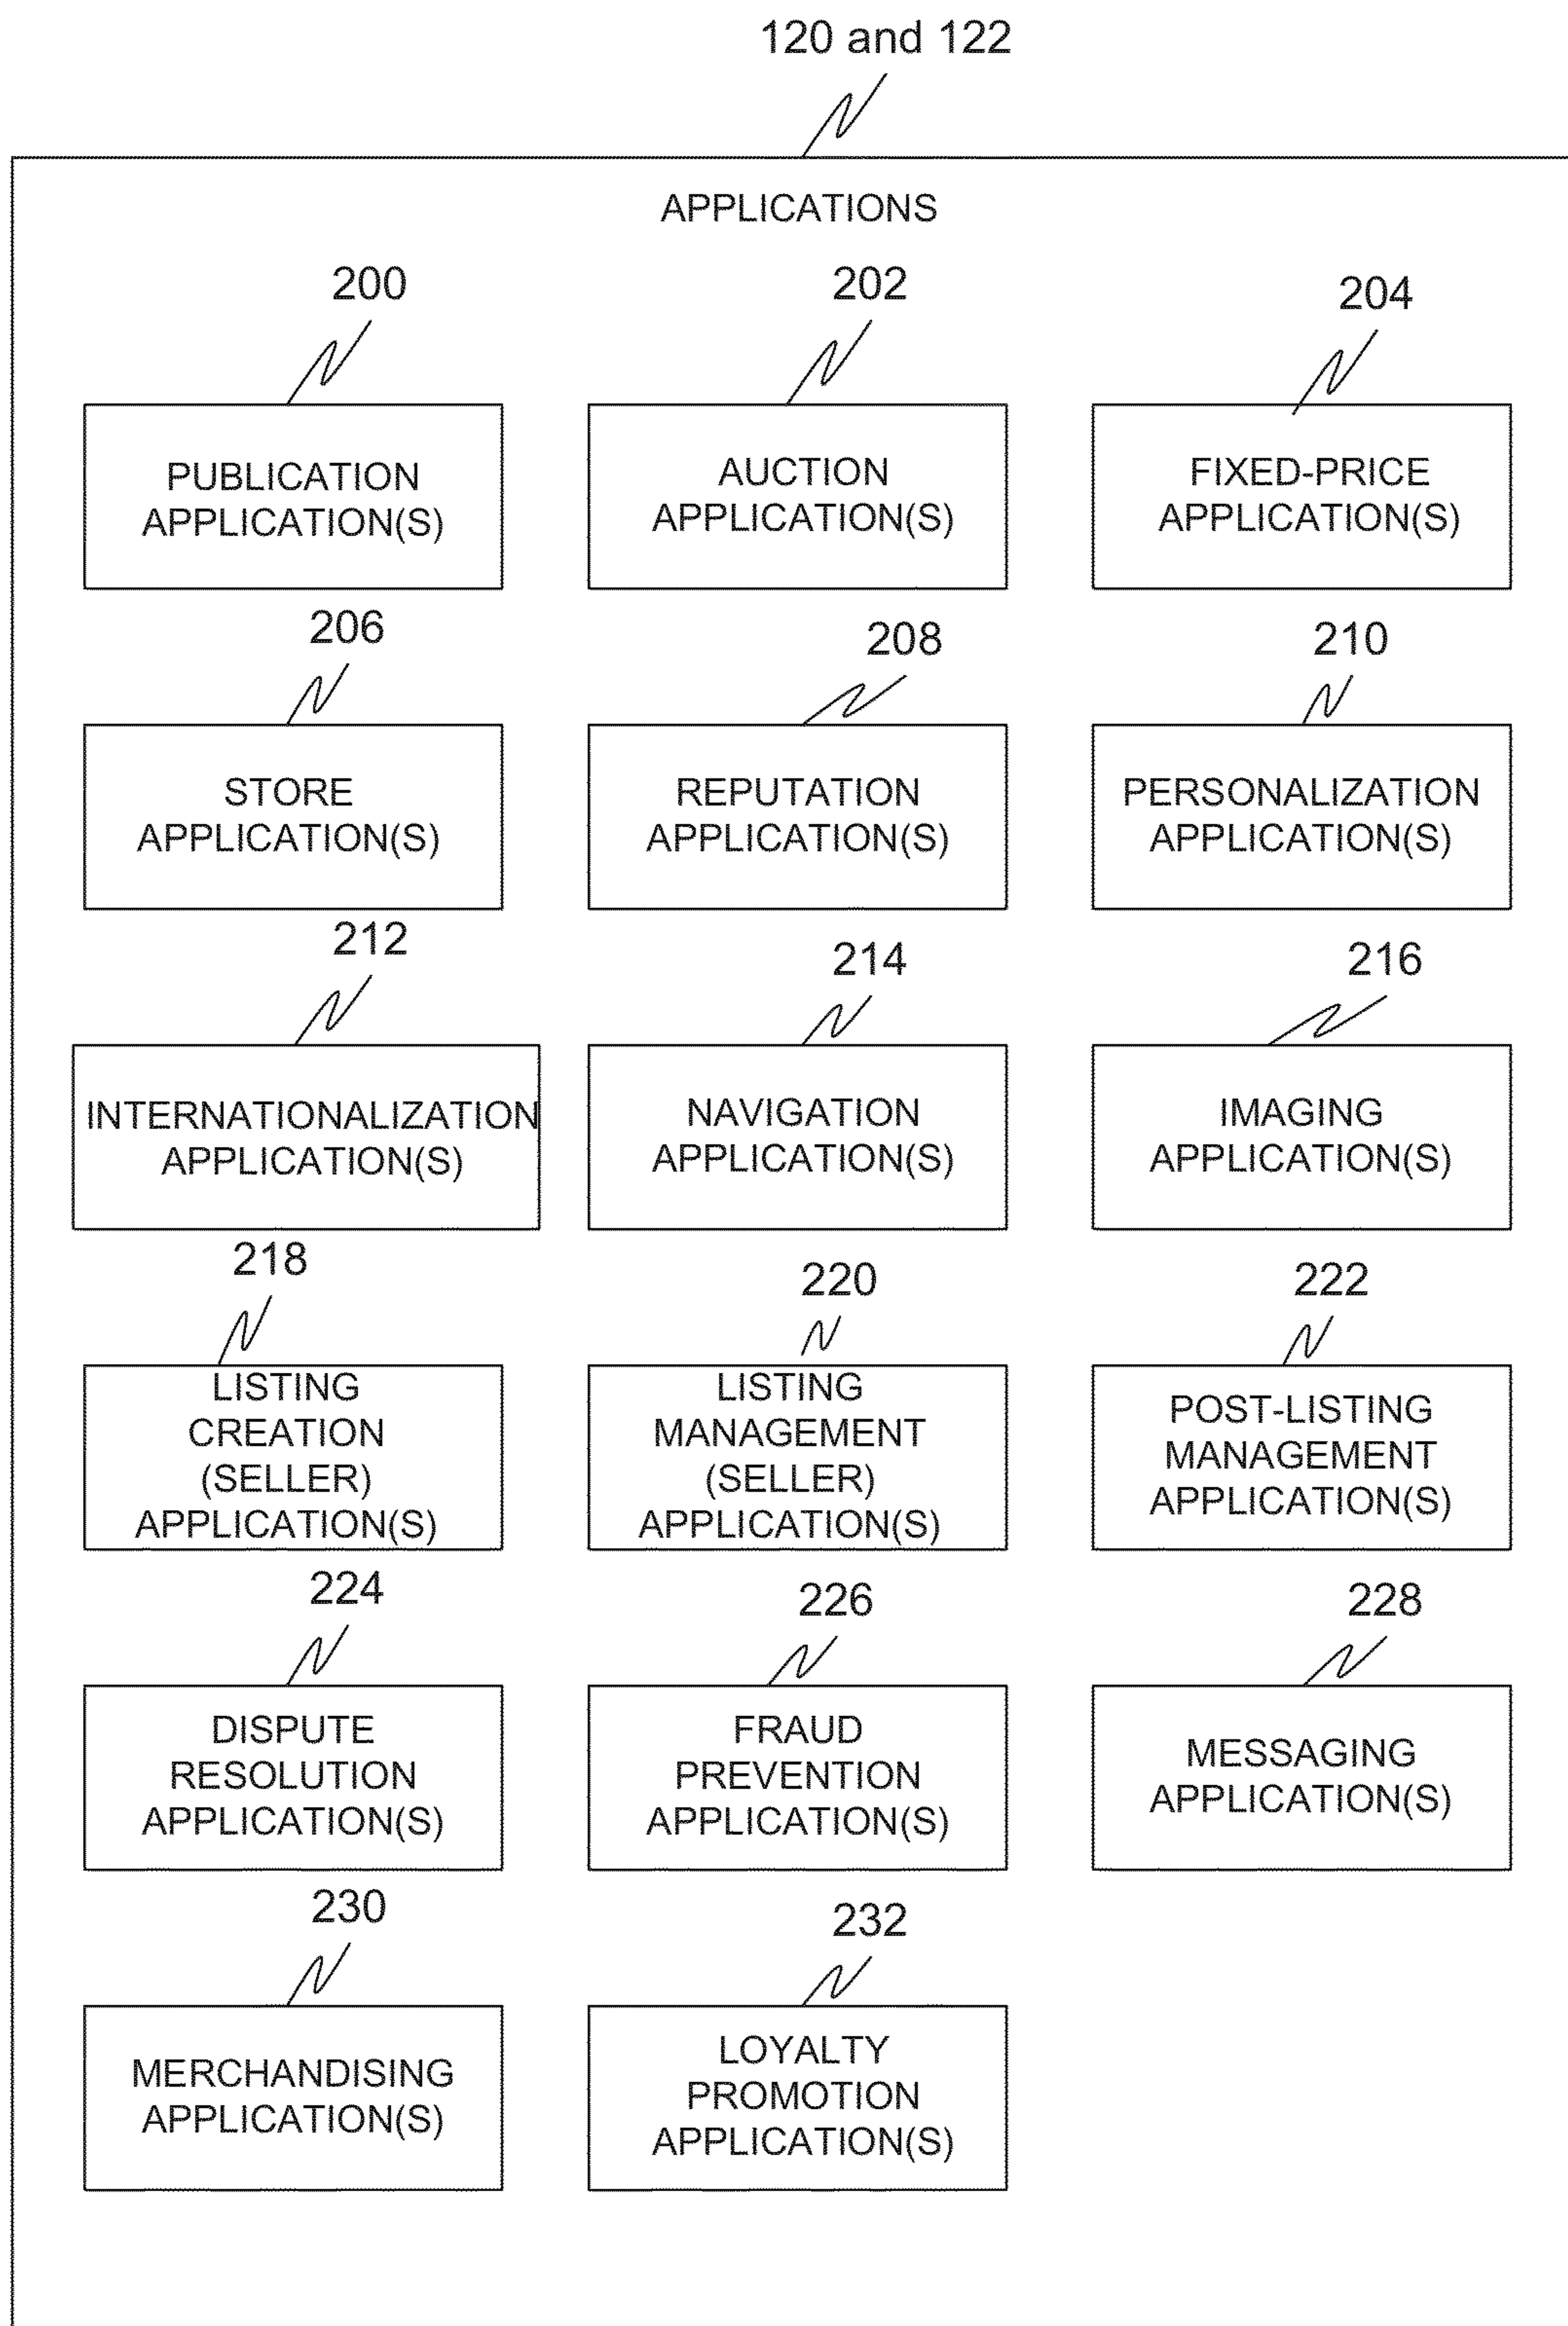 120 and 122
APPLICATIONS
200
202
204
PUBLICATION
APPLICATION(S)
AUCTION
APPLICATION(S)
FIXED-PRICE
APPLICATION(S)
206
208
210
STORE
APPLICATION(S)
REPUTATION
APPLICATION(S)
PERSONALIZATION
APPLICATION(S)
212
214
216
INTERNATIONALIZATION
APPLICATION(S)
NAVIGATION
APPLICATION(S)
IMAGING
APPLICATION(S)
218
220
222
LISTING
CREATION
(SELLER)
APPLICATION(S)
LISTING
MANAGEMENT
(SELLER)
APPLICATION(S)
POST-LISTING
MANAGEMENT
APPLICATION(S)
224
226
228
DISPUTE
RESOLUTION
APPLICATION(S)
FRAUD
PREVENTION
APPLICATION(S)
MESSAGING
APPLICATION(S)
230
232
MERCHANDISING
APPLICATION(S)
LOYALTY
PROMOTION
APPLICATION(S)